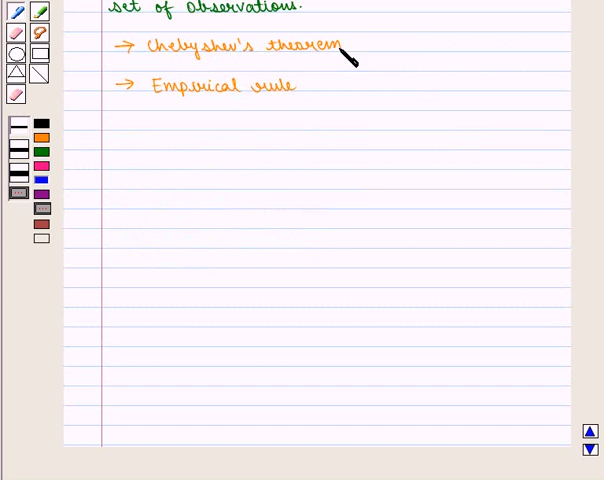 set of observations.
→ Chebyshev's theorem
→ Empirical rule